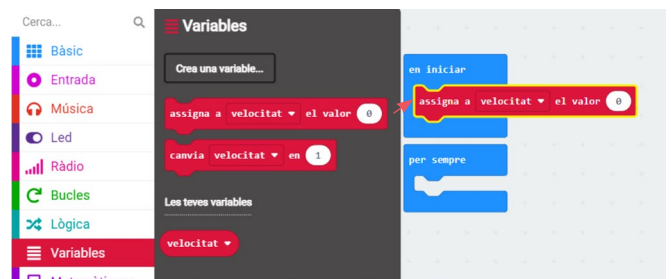 Cerca...
Bàsic
Entrada
Música
Led
Ràdio
Bucles
Lògica
Variables
Variables
Crea una variable...
assigna a velocitat el valor 0
canvia velocitat en 1
Les teves variables
velocitat
en iniciar
assigna a velocitat el valor 0
per sempre